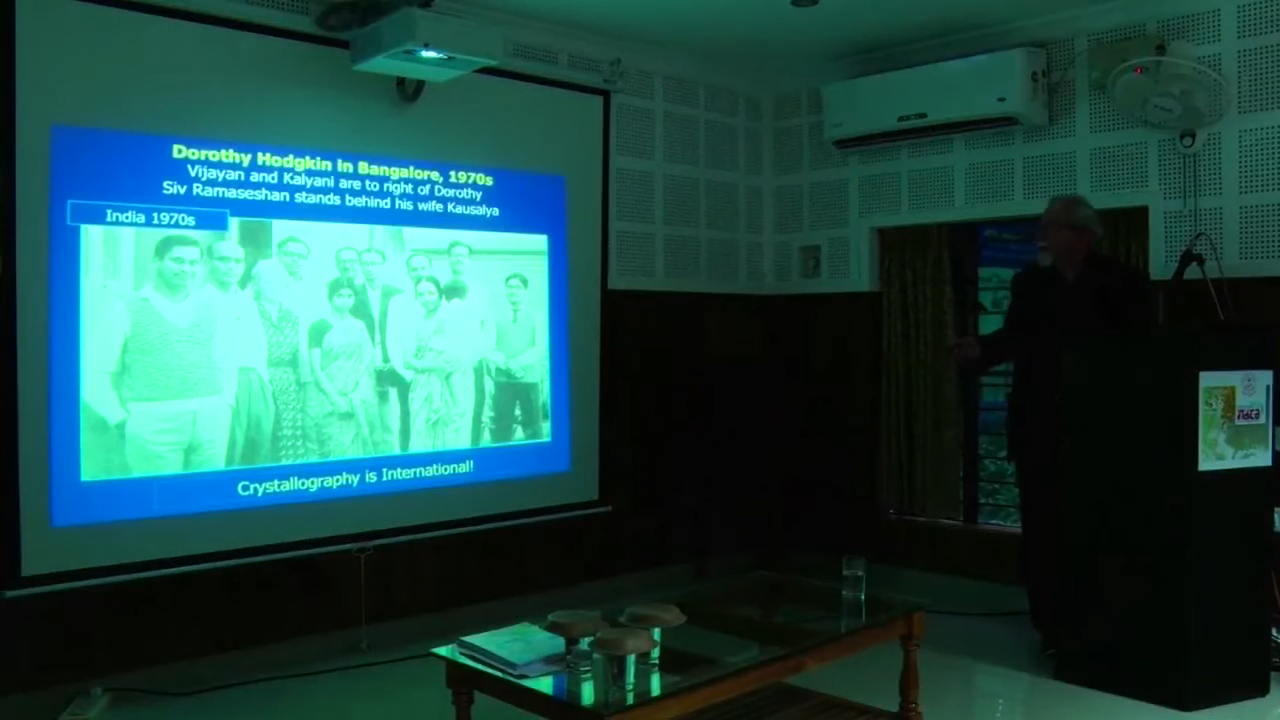 Dorothy Hodgkin in Bangalore, 1970s
Vijayan and Kalyani are to right of Dorothy
Siv Ramaseshan stands behind his wife Kausalya
India 1970s
Crystallography is International!